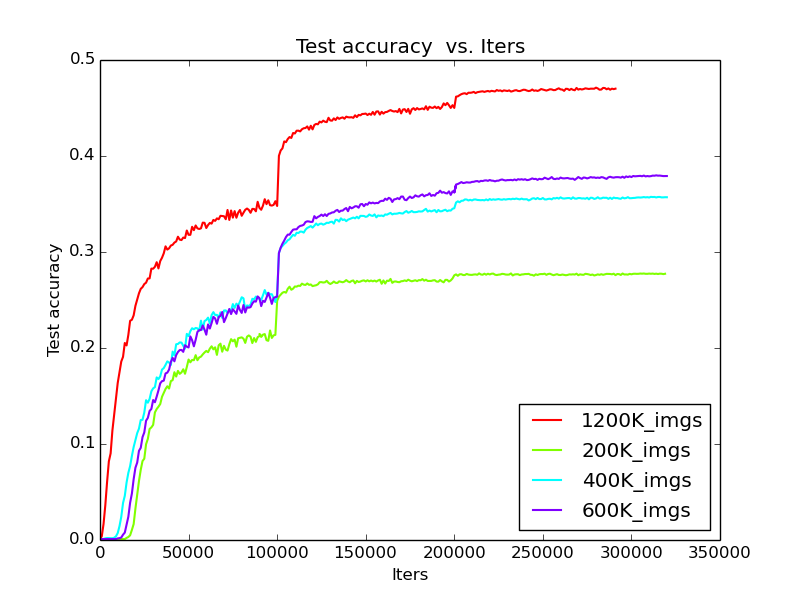 Test accuracy  vs. Iters
0.5
0.4
0.3
0.2
0.1
0.0
Test accuracy
0
50000
100000
150000
200000
250000
300000
350000
Iters
1200K_imgs
200K_imgs
400K_imgs
600K_imgs